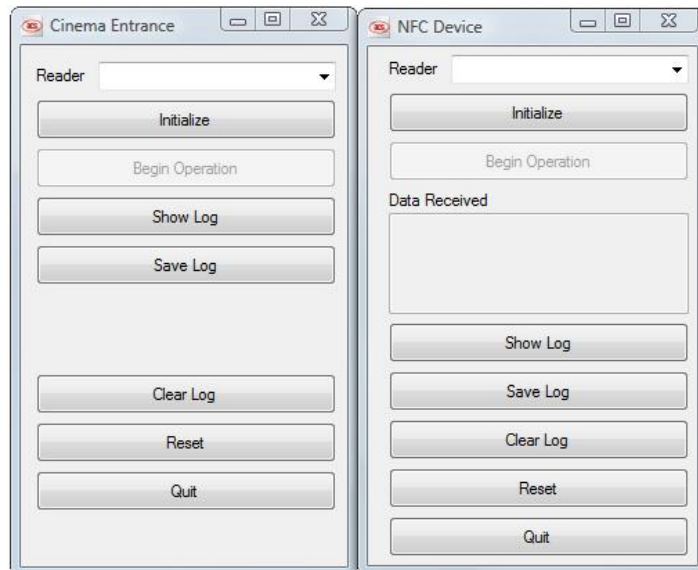 Cinema Entrance
Reader
Initialize
Begin Operation
Show Log
Save Log
Clear Log
Reset
Quit
NFC Device
Reader
Initialize
Begin Operation
Data Received
Show Log
Save Log
Clear Log
Reset
Quit